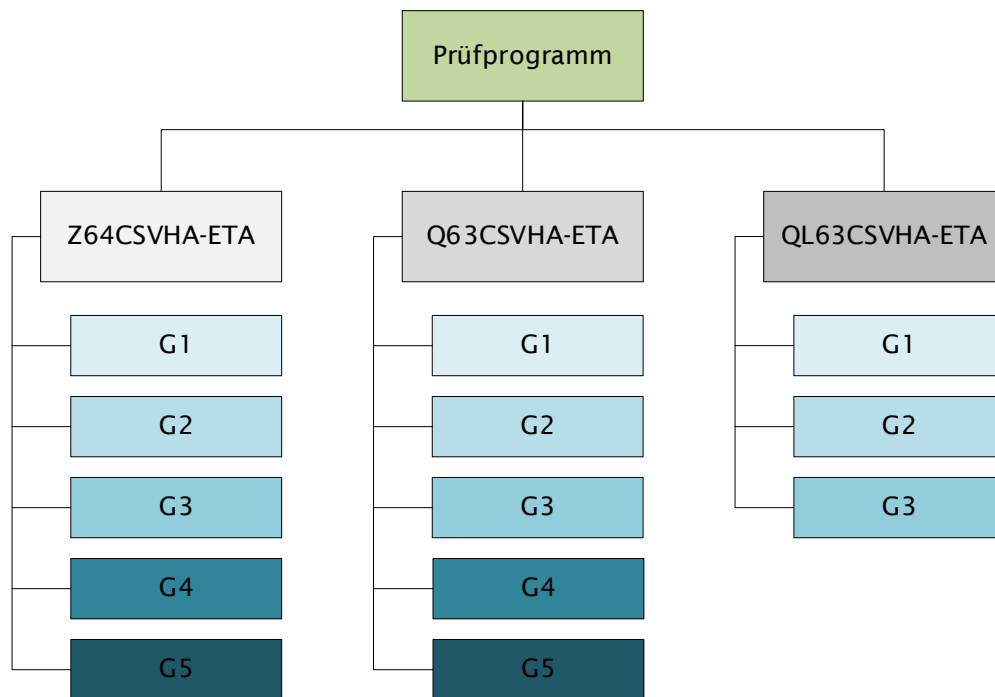 Prüfprogramm
Z64CSVHA-ETA
Q63CSVHA-ETA
QL63CSVHA-ETA
G1
G1
G1
G2
G2
G2
G3
G3
G3
G4
G4
G5
G5